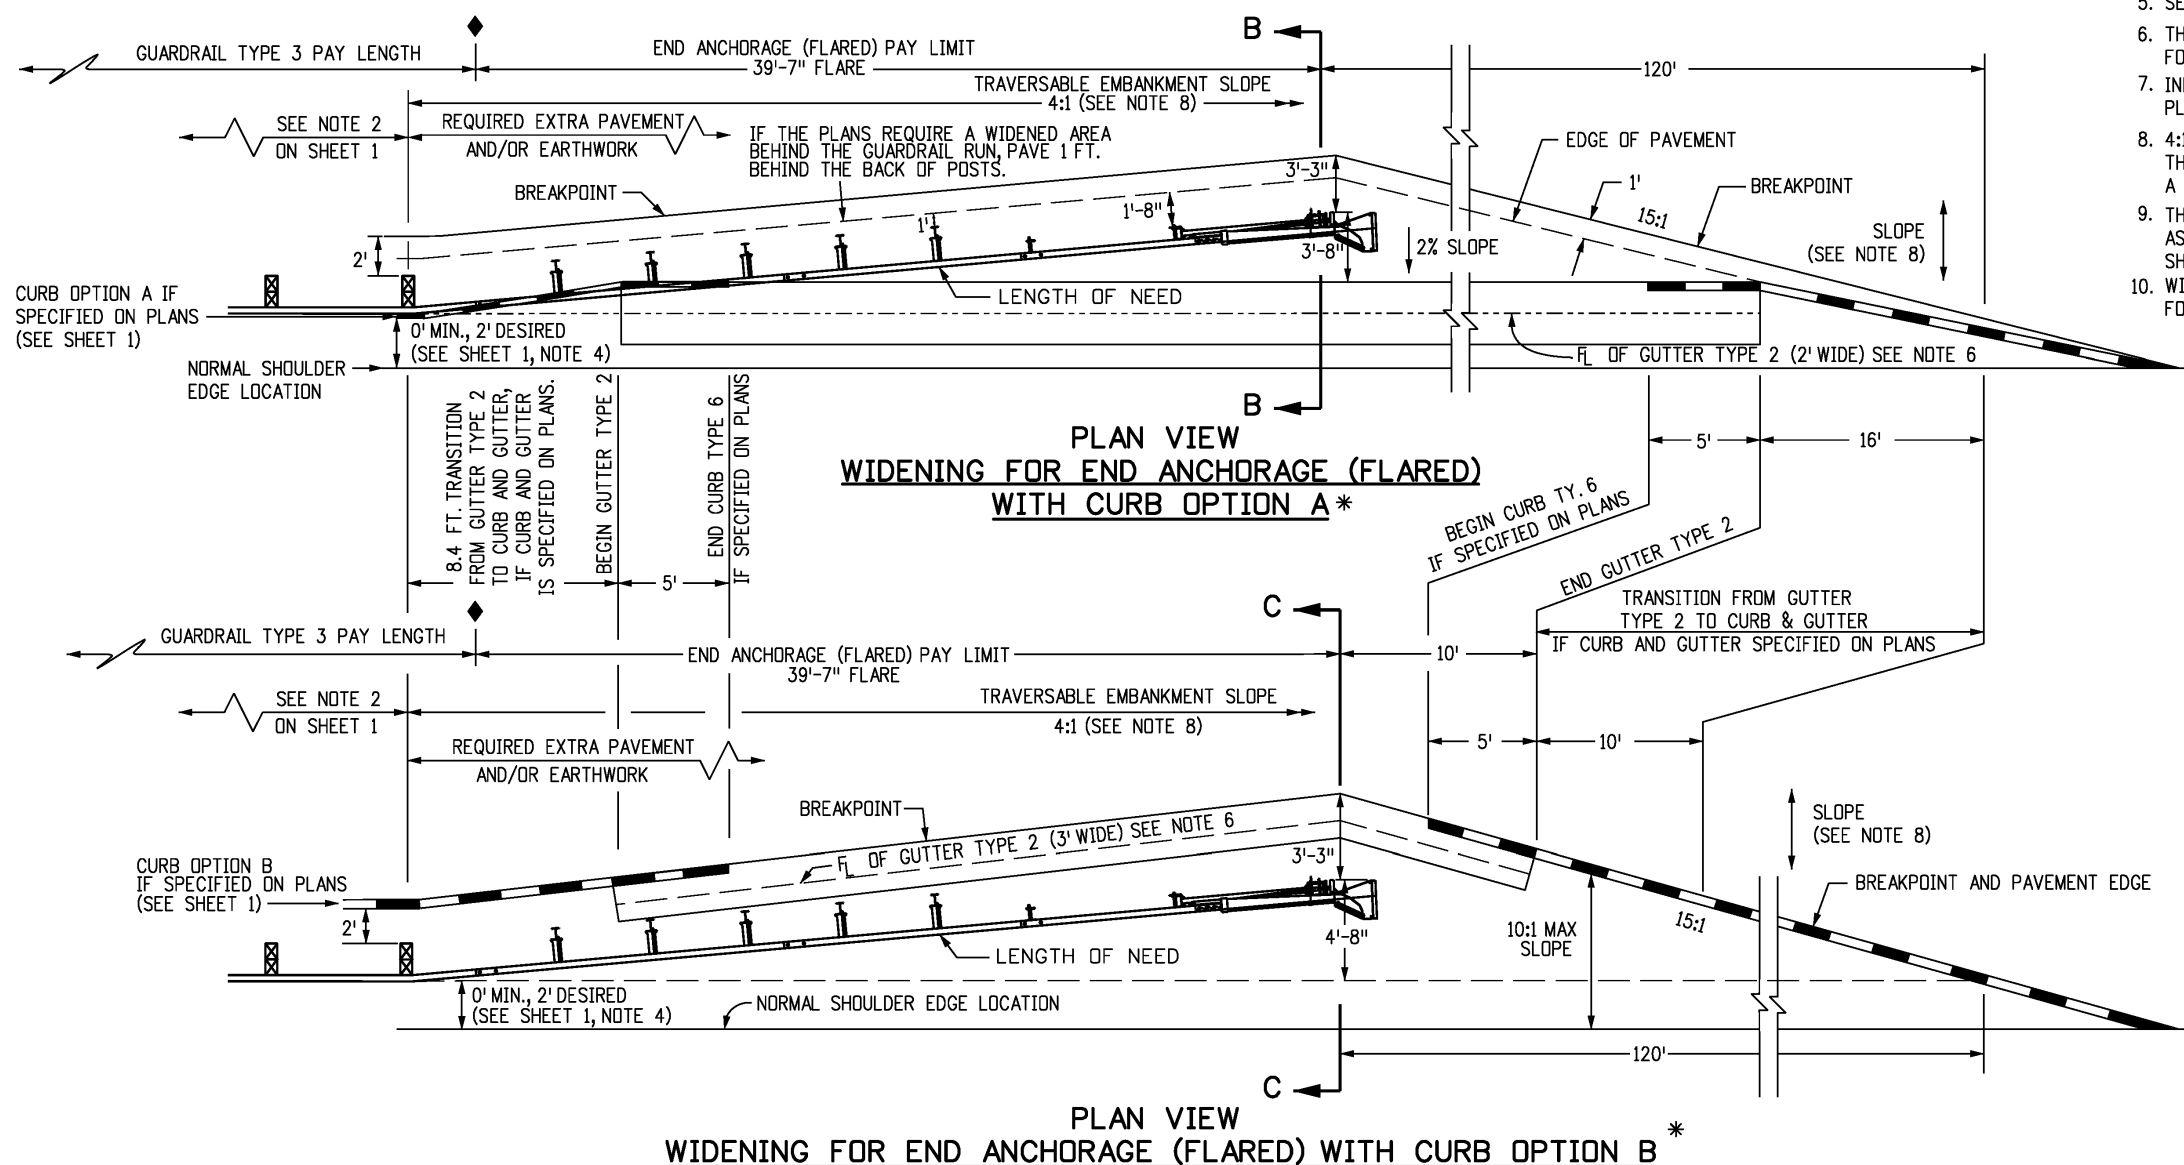 GUARDRAIL TYPE 3 PAY LENGTH
END ANCHORAGE (FLARED) PAY LIMIT
39'-7" FLARE
B
120'
TRAVERSABLE EMBANKMENT SLOPE
4:1 (SEE NOTE 8)
SEE NOTE 2
ON SHEET 1
REQUIRED EXTRA PAVEMENT
AND/OR EARTHWORK
IF THE PLANS REQUIRE A WIDENED AREA
BEHIND THE GUARDRAIL RUN, PAVE 1 FT.
BEHIND THE BACK OF POSTS.
BREAKPOINT
3'-3"
EDGE OF PAVEMENT
1'
BREAKPOINT
15:1
1'-8"
1'
3'-8"
2% SLOPE
SLOPE
(SEE NOTE 8)
2'
CURB OPTION A IF
SPECIFIED ON PLANS
(SEE SHEET 1)
LENGTH OF NEED
0' MIN., 2' DESIRED
(SEE SHEET 1, NOTE 4)
FL OF GUTTER TYPE 2 (2' WIDE) SEE NOTE 6
NORMAL SHOULDER
EDGE LOCATION
5. SE
6. TH
FO
7. IN
PL
8. 4:1
TH
A
9. TH
AS
SH
10. WI
FO
8.4 FT. TRANSITION
FROM GUTTER TYPE 2
TO CURB AND GUTTER,
IF CURB AND GUTTER
IS SPECIFIED ON PLANS.
BEGIN GUTTER TYPE 2
END CURB TYPE 6
IF SPECIFIED ON PLANS
5'
B
PLAN VIEW
WIDENING FOR END ANCHORAGE (FLARED)
WITH CURB OPTION A*
5'
16'
BEGIN CURB TY. 6
IF SPECIFIED ON PLANS
END GUTTER TYPE 2
TRANSITION FROM GUTTER
TYPE 2 TO CURB & GUTTER
IF CURB AND GUTTER SPECIFIED ON PLANS
GUARDRAIL TYPE 3 PAY LENGTH
END ANCHORAGE (FLARED) PAY LIMIT
39'-7" FLARE
C
10'
SEE NOTE 2
ON SHEET 1
TRAVERSABLE EMBANKMENT SLOPE
4:1 (SEE NOTE 8)
REQUIRED EXTRA PAVEMENT
AND/OR EARTHWORK
5'
10'
BREAKPOINT
FL OF GUTTER TYPE 2 (3' WIDE) SEE NOTE 6
SLOPE
(SEE NOTE 8)
CURB OPTION B
IF SPECIFIED ON PLANS
(SEE SHEET 1)
3'-3"
BREAKPOINT AND PAVEMENT EDGE
15:1
2'
4'-8"
10:1 MAX
SLOPE
LENGTH OF NEED
0' MIN., 2' DESIRED
(SEE SHEET 1, NOTE 4)
NORMAL SHOULDER EDGE LOCATION
120'
C
PLAN VIEW
WIDENING FOR END ANCHORAGE (FLARED) WITH CURB OPTION B *